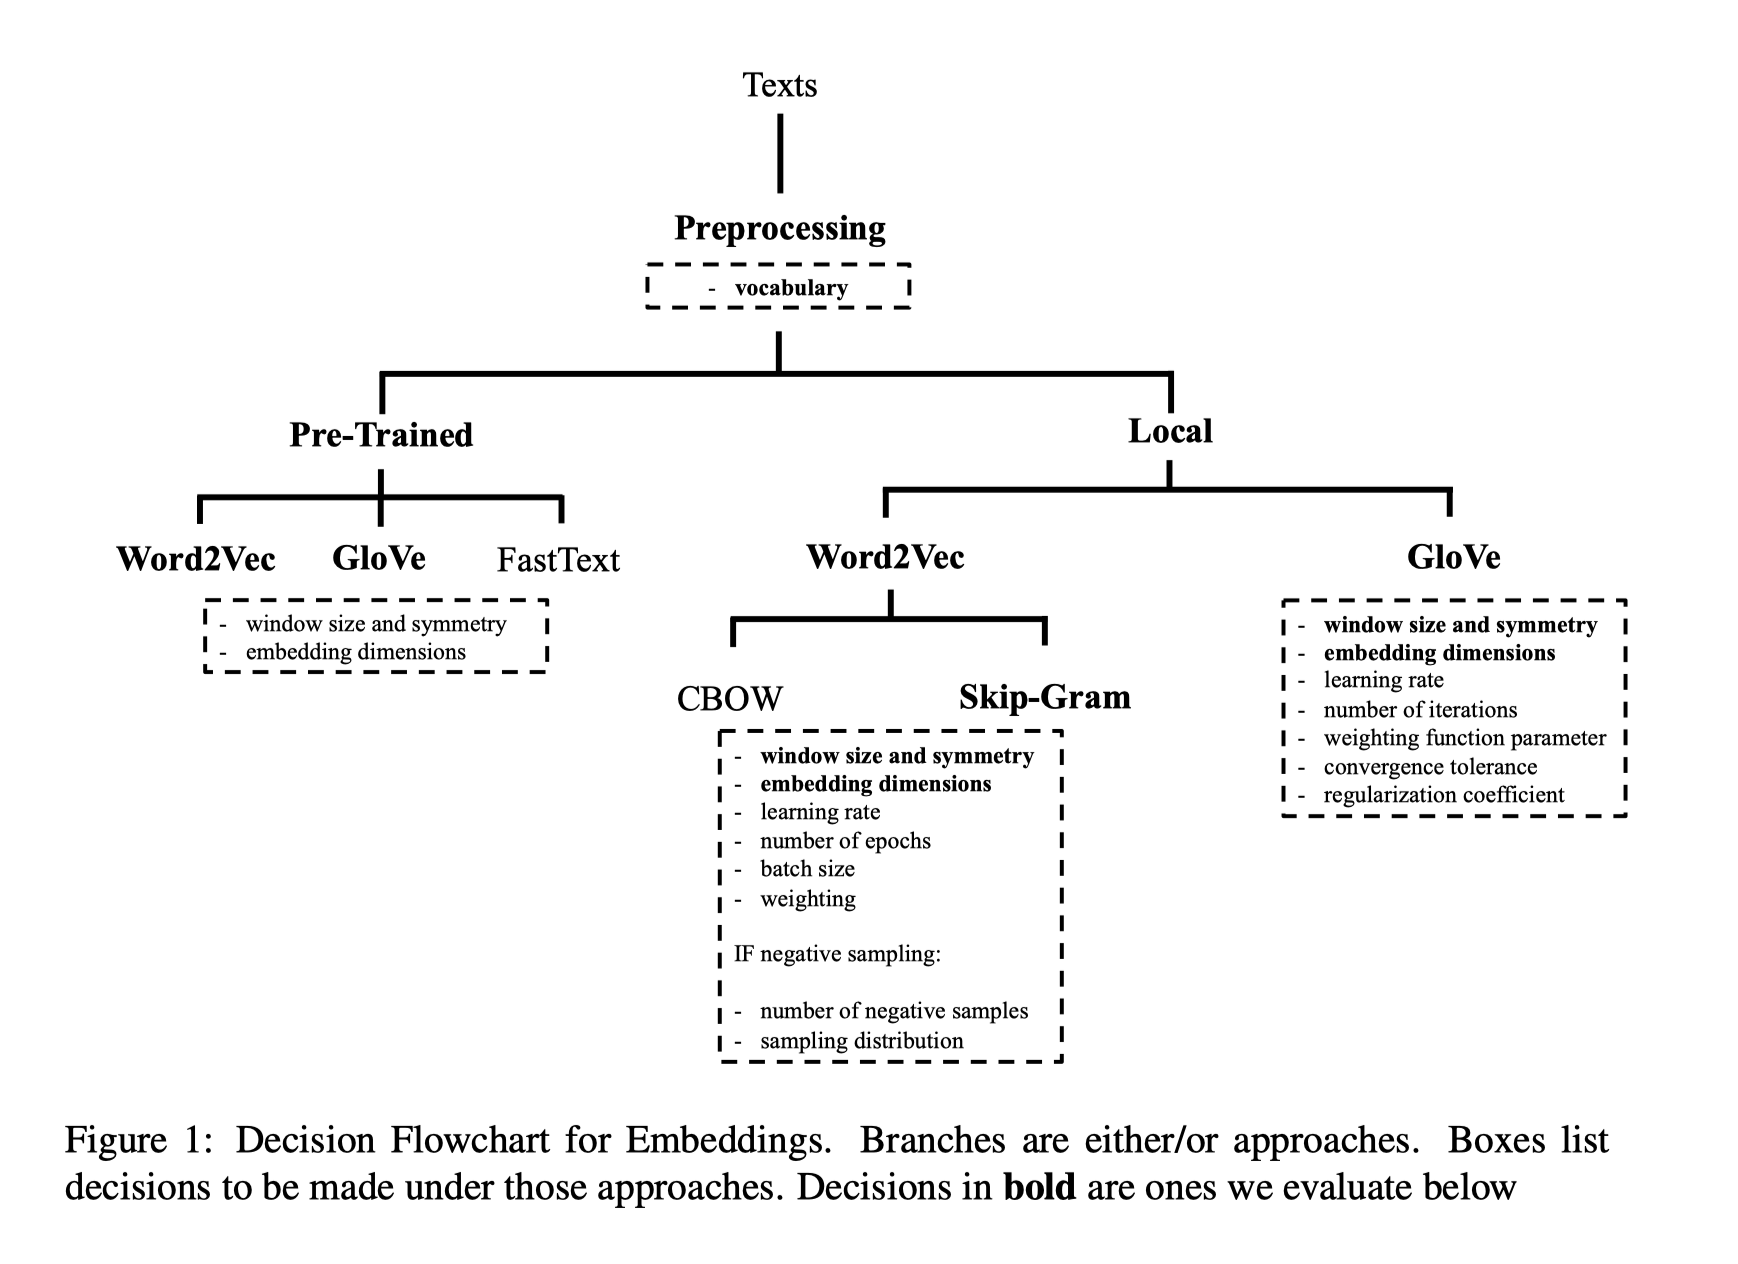 Texts
Preprocessing
- vocabulary
Pre-Trained
Local
Word2Vec GloVe FastText
- window size and symmetry
- embedding dimensions
Word2Vec
GloVe
CBOW
Skip-Gram
- window size and symmetry
- embedding dimensions
- learning rate
- number of epochs
- batch size
- weighting
IF negative sampling:
- number of negative samples
- sampling distribution
- window size and symmetry
- embedding dimensions
- learning rate
- number of iterations
- weighting function parameter
- convergence tolerance
- regularization coefficient
Figure 1: Decision Flowchart for Embeddings. Branches are either/or approaches. Boxes list
decisions to be made under those approaches. Decisions in bold are ones we evaluate below